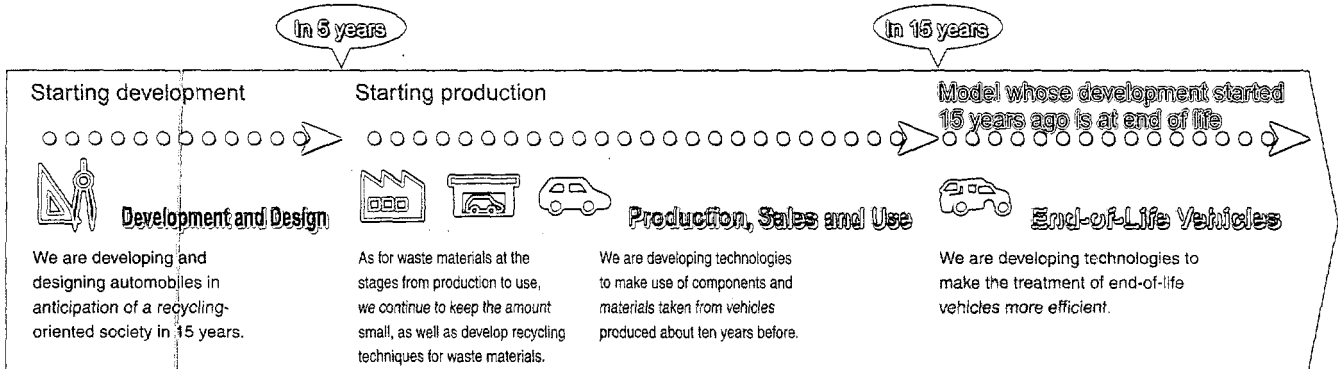 In 5 years
In 15 years
Starting development
Starting production
Model whose development started
15 years ago is at end of life
Development and Design
Production, Sales and Use
End-of-Life Vehicles
We are developing and
designing automobiles in
anticipation of a recycling-
oriented society in 15 years.
As for waste materials at the
stages from production to use,
we continue to keep the amount
small, as well as develop recycling
techniques for waste materials.
We are developing technologies
to make use of components and
materials taken from vehicles
produced about ten years before.
We are developing technologies to
make the treatment of end-of-life
vehicles more efficient.